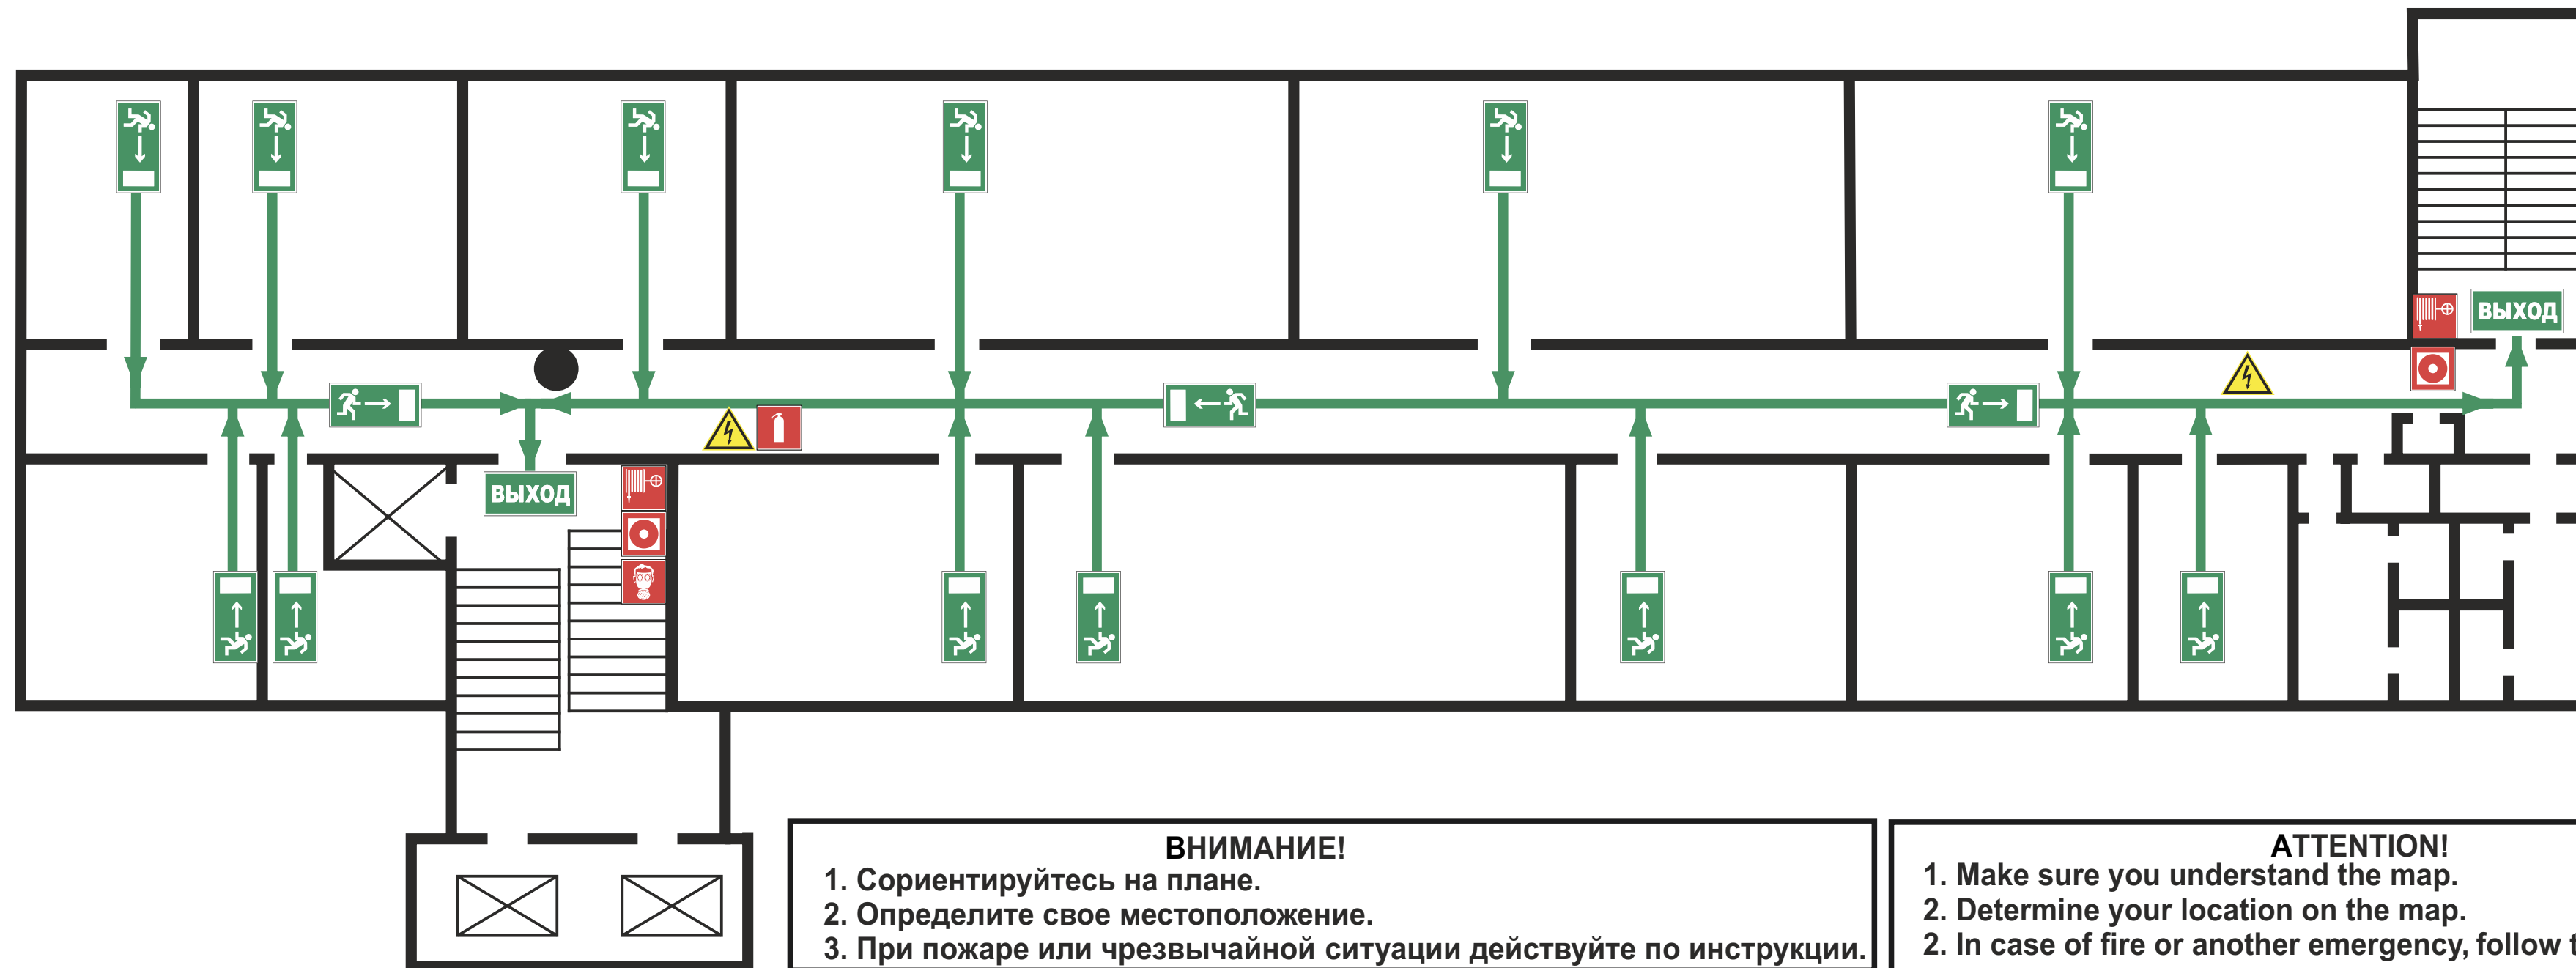 ВЫХОД
ВЫХОД
ВНИМАНИЕ!
1. Сориентируйтесь на плане.
2. Определите свое местоположение.
3. При пожаре или чрезвычайной ситуации действуйте по инструкции.
ATTENTION!
1. Make sure you understand the map.
2. Determine your location on the map.
2. In case of fire or another emergency, follow